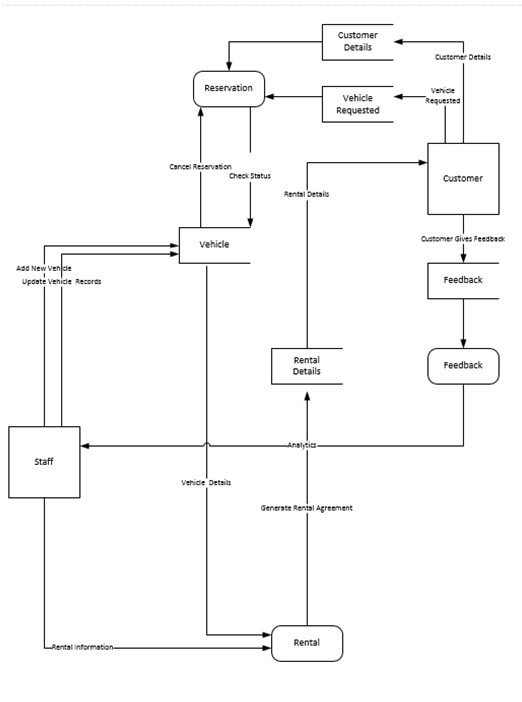 Customer
Details
Customer Details
Reservation
Vehicle
Requested
Vehicle
Requested
Cancel Reservation
Check Status
Rental Details
Customer
Vehicle
Customer Gives Feedback
Add New Vehicle
Update Vehicle Records
Feedback
Rental
Details
Feedback
Analytics
Staff
Vehicle Details
Generate Rental Agreement
Rental Information
Rental